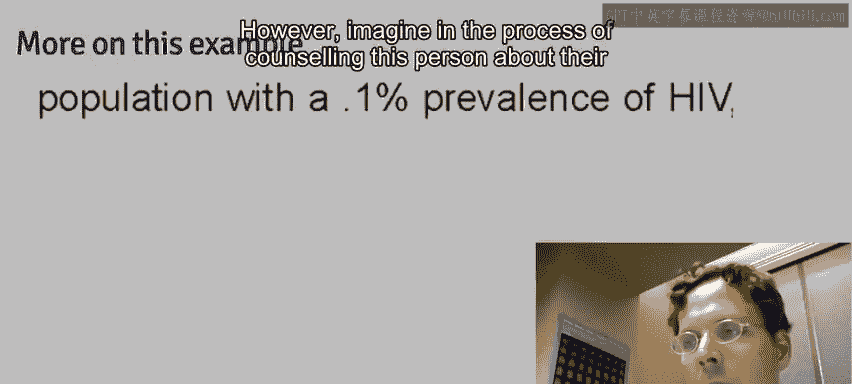 More on this example
However, imagine in the process of
counselling this person about their
population with a .1% prevalence of HIV,